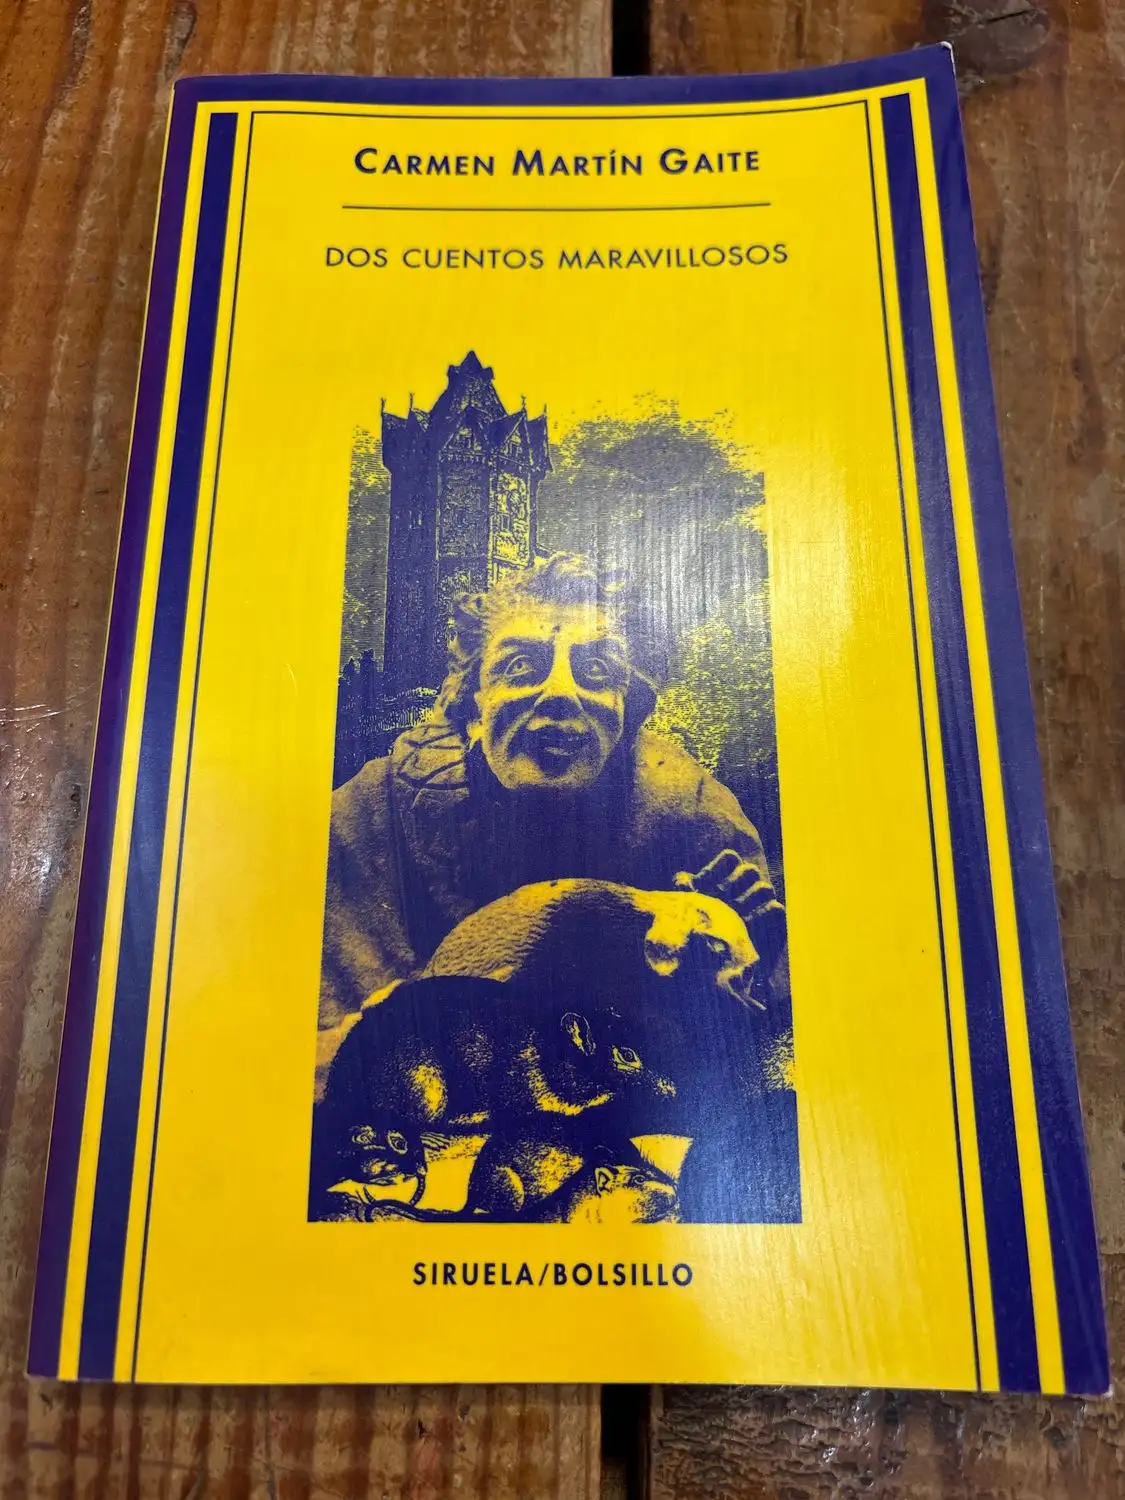 CARMEN MARTÍN GAITE
DOS CUENTOS MARAVILLOSOS
SIRUELA/BOLSILLO